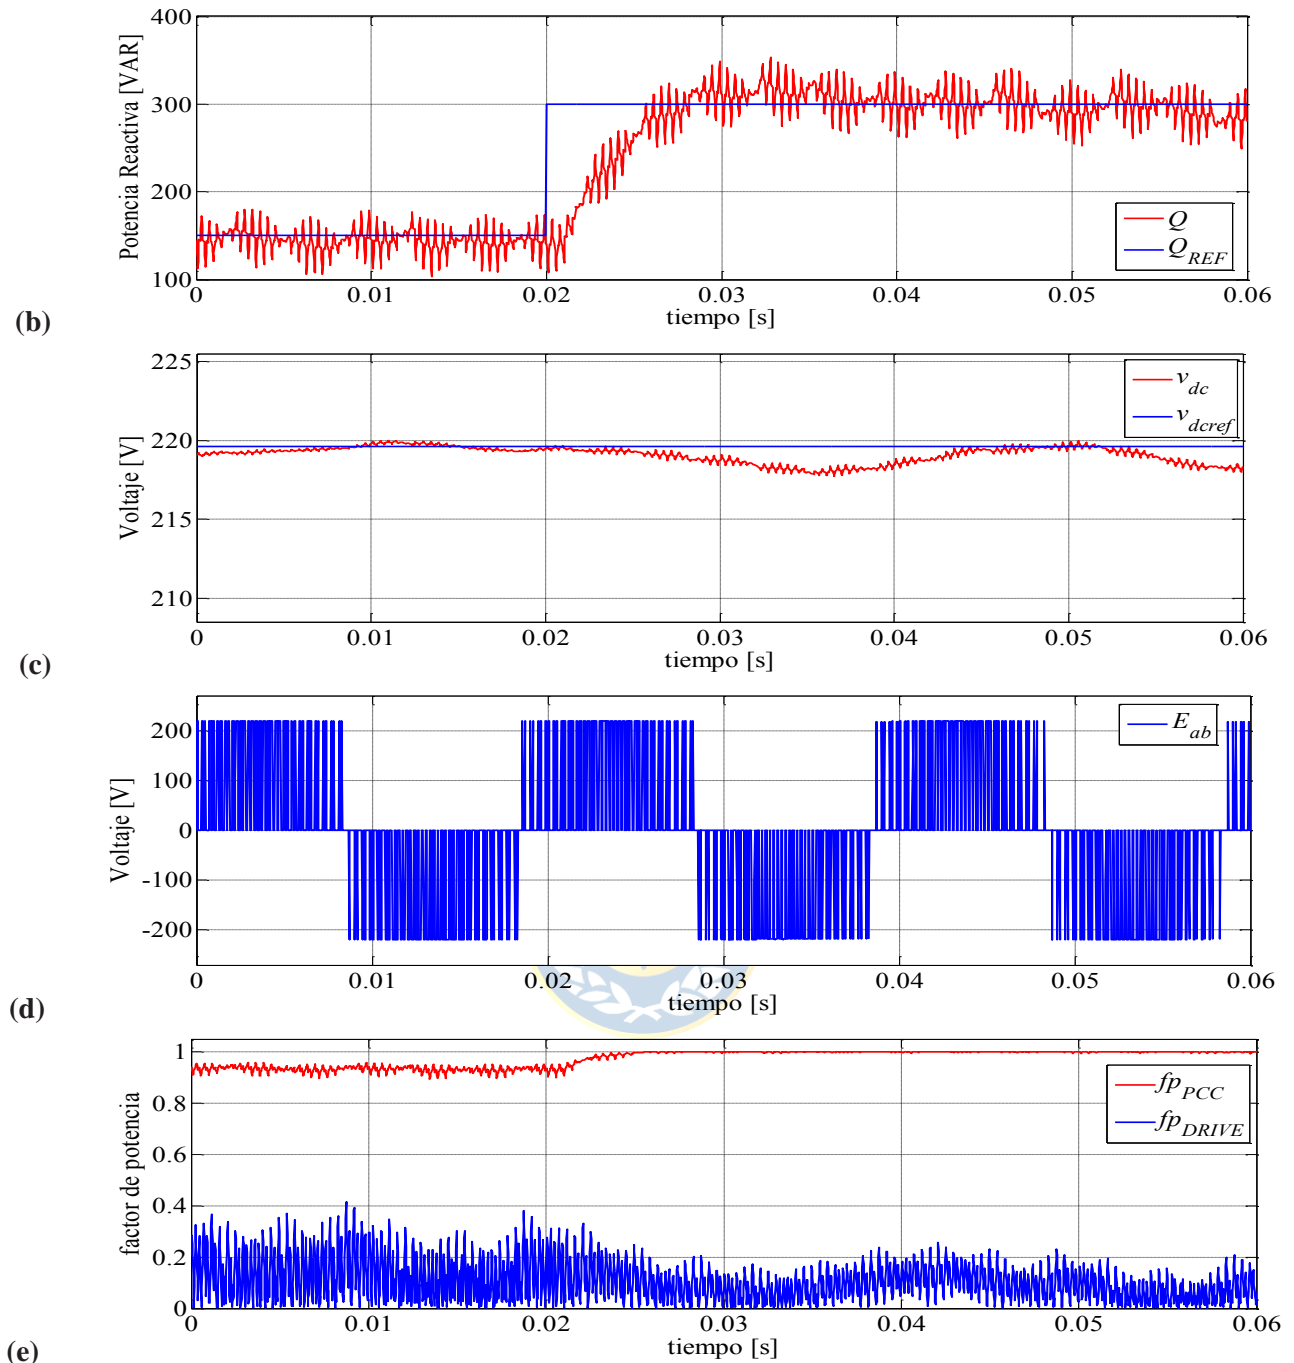 400
300
200
100
Potencia Reactiva [VAR]
Q
Q_REF
0 0.01 0.02 0.03 0.04 0.05 0.06
tiempo [s]
(b)
225
220
215
210
Voltaje [V]
v_dc
v_dcref
0 0.01 0.02 0.03 0.04 0.05 0.06
tiempo [s]
(c)
200
100
0
-100
-200
Voltaje [V]
E_ab
0 0.01 0.02 0.03 0.04 0.05 0.06
tiempo [s]
(d)
1
0.8
0.6
0.4
0.2
0
factor de potencia
fp_PCC
fp_DRIVE
0 0.01 0.02 0.03 0.04 0.05 0.06
tiempo [s]
(e)